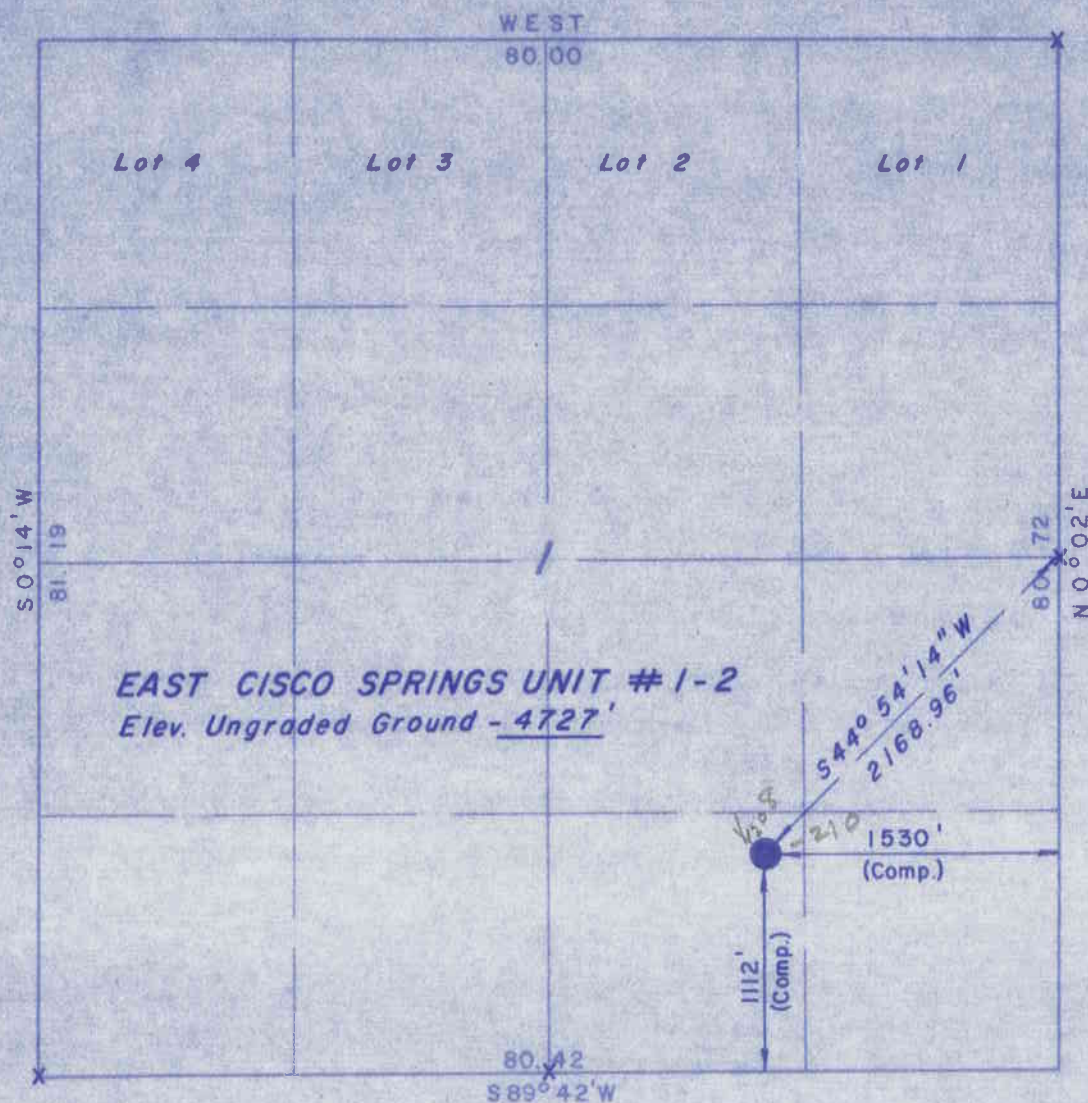 WEST
80.00
Lot 4
Lot 3
Lot 2
Lot 1
S 0°14' W
81.19
1
80.72
N 0°02' E
EAST CISCO SPRINGS UNIT # 1-2
Elev. Ungraded Ground - 4727'
S 44° 54' 14" W
2168.96'
-210
1530'
(Comp.)
1112'
(Comp.)
80.42
S 89° 42' W